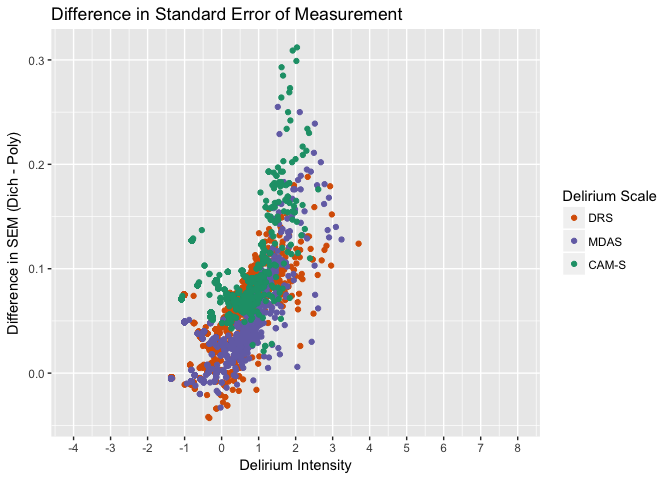 Difference in Standard Error of Measurement
Difference in SEM (Dich - Poly)
0.3
0.2
0.1
0.0
-4 -3 -2 -1 0 1 2 3 4 5 6 7 8
Delirium Intensity
Delirium Scale
DRS
MDAS
CAM-S